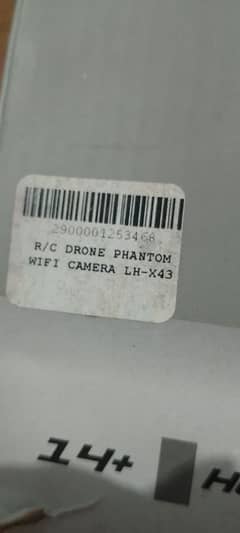 2900001253468
R/C DRONE PHANTOM
WIFI CAMERA LH-X43
14+